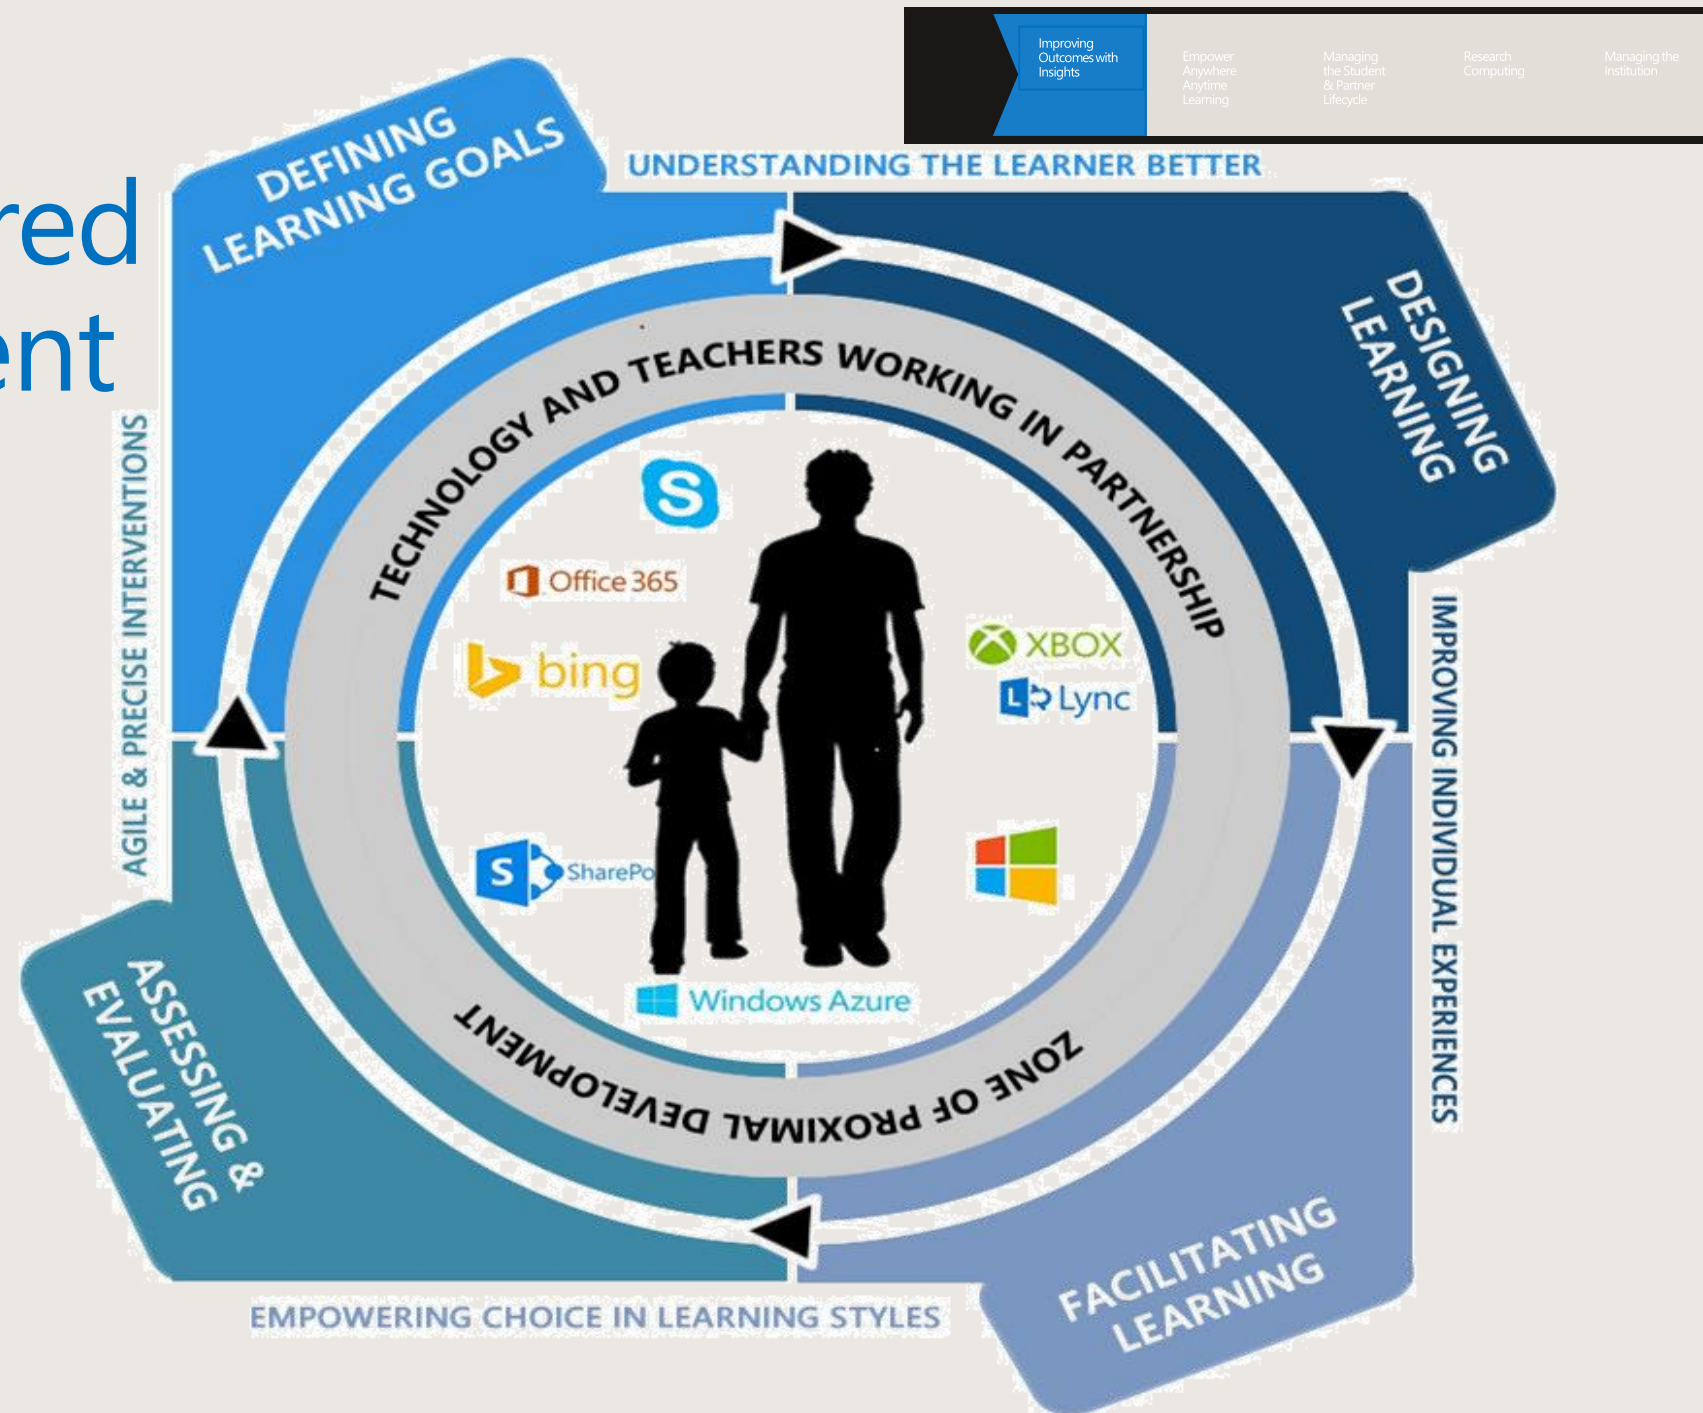 Improving
Outcomes with
Insights
Empower
Anywhere
Anytime
Learning
Managing
the Student
& Partner
Lifecycle
Research
Computing
Managing the
Institution
red
ent
DEFINING
LEARNING GOALS
UNDERSTANDING THE LEARNER BETTER
DESIGNING
LEARNING
IMPROVING INDIVIDUAL EXPERIENCES
FACILITATING
LEARNING
EMPOWERING CHOICE IN LEARNING STYLES
ASSESSING &
EVALUATING
AGILE & PRECISE INTERVENTIONS
TECHNOLOGY AND TEACHERS WORKING IN PARTNERSHIP
ZONE OF PROXIMAL DEVELOPMENT
S
Office 365
bing
XBOX
L Lync
S SharePo
Windows Azure